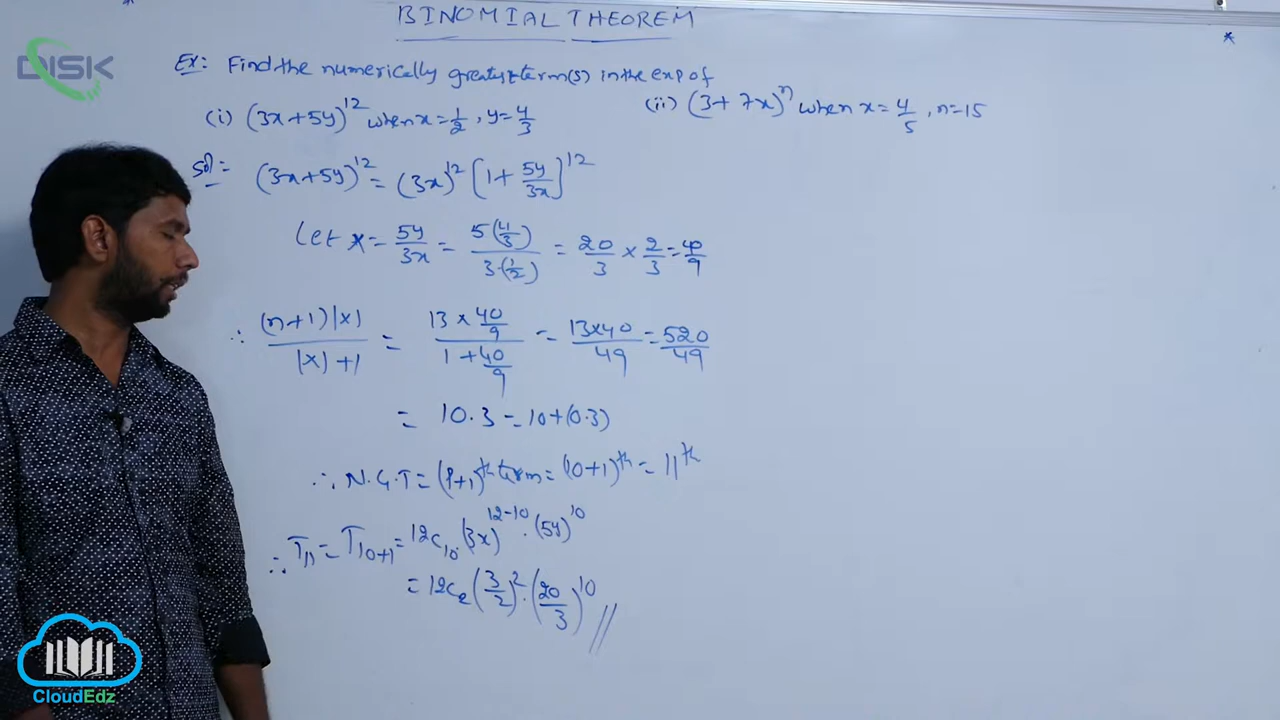 BINOMIAL THEOREM
DISK
Ex: Find the numerically greatest term(s) in the exp of
(i) (3x+5y)^12 when x=1/2, y=4/3
(ii) (3+7x)^n when x=4/5, n=15
Sol: (3x+5y)^12 = (3x)^12 [1+5y/3x]^12
Let x = 5y/3x = 5(4/3)/3(1/2) = 20/3 × 2/3 = 40/9
∴ (n+1)|x|/|x|+1 = 13×40/9/1+40/9 = 13×40/49 = 520/49
= 10.3 = 10+(0.3)
∴ N.G.T = (p+1)^th term = (10+1)^th = 11^th
∴ T11 = T10+1 = 12C10 (3x)^12-10 . (5y)^10
= 12C2 (3/2)^2 . (20/3)^10 //
CloudEdz